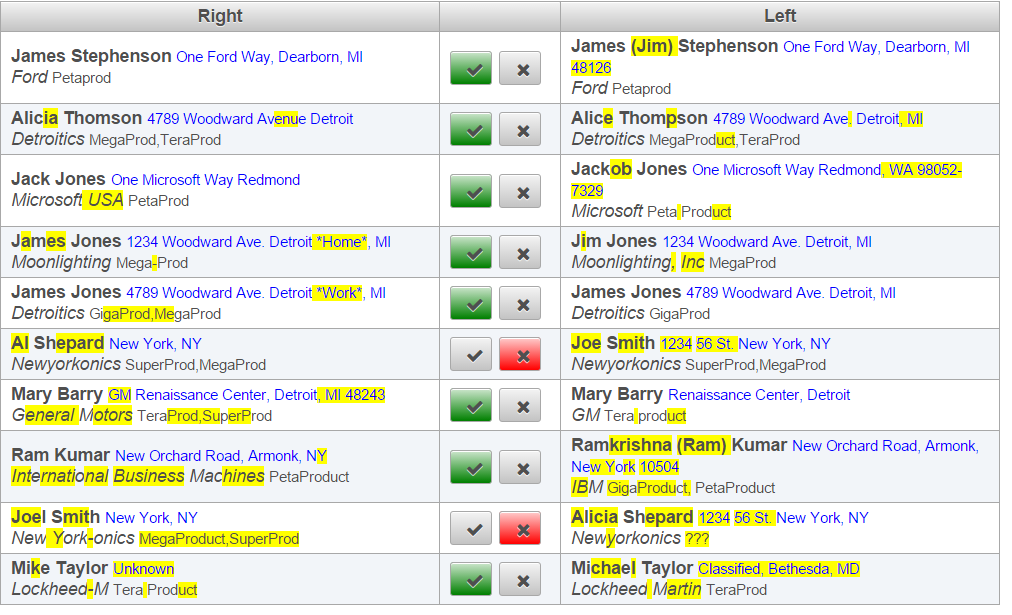 Right Left
James Stephenson One Ford Way, Dearborn, MI
Ford Petaprod
James (Jim) Stephenson One Ford Way, Dearborn, MI
48126
Ford Petaprod
Alicia Thomson 4789 Woodward Avenue Detroit
Detroitics MegaProd,TeraProd
Alice Thompson 4789 Woodward Ave. Detroit, MI
Detroitics MegaProduct,TeraProd
Jack Jones One Microsoft Way Redmond
Microsoft USA PetaProd
Jackob Jones One Microsoft Way Redmond, WA 98052-
7329
Microsoft Peta Product
James Jones 1234 Woodward Ave. Detroit *Home*, MI
Moonlighting Mega-Prod
Jim Jones 1234 Woodward Ave. Detroit, MI
Moonlighting, Inc MegaProd
James Jones 4789 Woodward Ave. Detroit *Work*, MI
Detroitics GigaProd,MegaProd
James Jones 4789 Woodward Ave. Detroit, MI
Detroitics GigaProd
Al Shepard New York, NY
Newyorkonics SuperProd,MegaProd
Joe Smith 1234 56 St. New York, NY
Newyorkonics SuperProd,MegaProd
Mary Barry GM Renaissance Center, Detroit, MI 48243
General Motors TeraProd,SuperProd
Mary Barry Renaissance Center, Detroit
GM Tera product
Ram Kumar New Orchard Road, Armonk, NY
International Business Machines PetaProduct
Ramkrishna (Ram) Kumar New Orchard Road, Armonk,
New York 10504
IBM GigaProduct, PetaProduct
Joel Smith New York, NY
New York-onics MegaProduct,SuperProd
Alicia Shepard 1234 56 St. New York, NY
Newyorkonics ???
Mike Taylor Unknown
Lockheed-M Tera Product
Michael Taylor Classified, Bethesda, MD
Lockheed Martin TeraProd